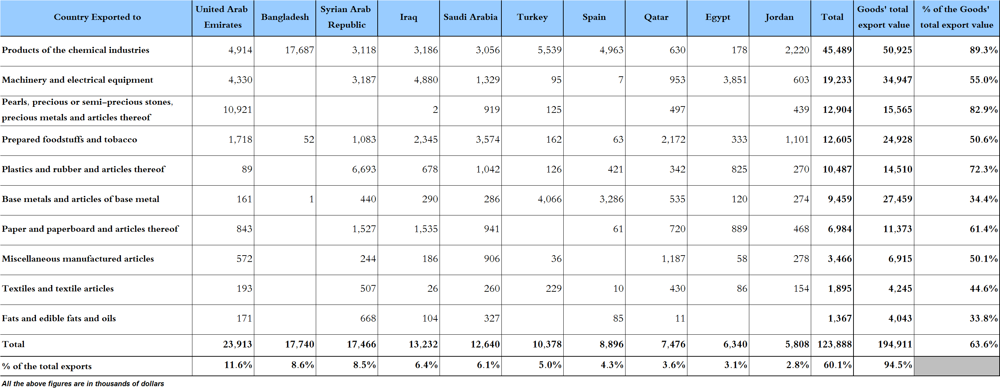 Country Exported to United Arab Emirates Bangladesh Syrian Arab Republic Iraq Saudi Arabia Turkey Spain Qatar Egypt Jordan Total Goods' total export value % of the Goods' total export value
Products of the chemical industries 4,914 17,687 3,118 3,186 3,056 5,539 4,963 630 178 2,220 45,489 50,925 89.3%
Machinery and electrical equipment 4,330 3,187 4,880 1,329 95 7 953 3,851 603 19,233 34,947 55.0%
Pearls, precious or semi-precious stones, precious metals and articles thereof 10,921 2 919 125 497 439 12,904 15,565 82.9%
Prepared foodstuffs and tobacco 1,718 52 1,083 2,345 3,574 162 63 2,172 333 1,101 12,605 24,928 50.6%
Plastics and rubber and articles thereof 89 6,693 678 1,042 126 421 342 825 270 10,487 14,510 72.3%
Base metals and articles of base metal 161 1 440 290 286 4,066 3,286 535 120 274 9,459 27,459 34.4%
Paper and paperboard and articles thereof 843 1,527 1,535 941 61 720 889 468 6,984 11,373 61.4%
Miscellaneous manufactured articles 572 244 186 906 36 1,187 58 278 3,466 6,915 50.1%
Textiles and textile articles 193 507 26 260 229 10 430 86 154 1,895 4,245 44.6%
Fats and edible fats and oils 171 668 104 327 85 11 1,367 4,043 33.8%
Total 23,913 17,740 17,466 13,232 12,640 10,378 8,896 7,476 6,340 5,808 123,888 194,911 63.6%
% of the total exports 11.6% 8.6% 8.5% 6.4% 6.1% 5.0% 4.3% 3.6% 3.1% 2.8% 60.1% 94.5%
All the above figures are in thousands of dollars